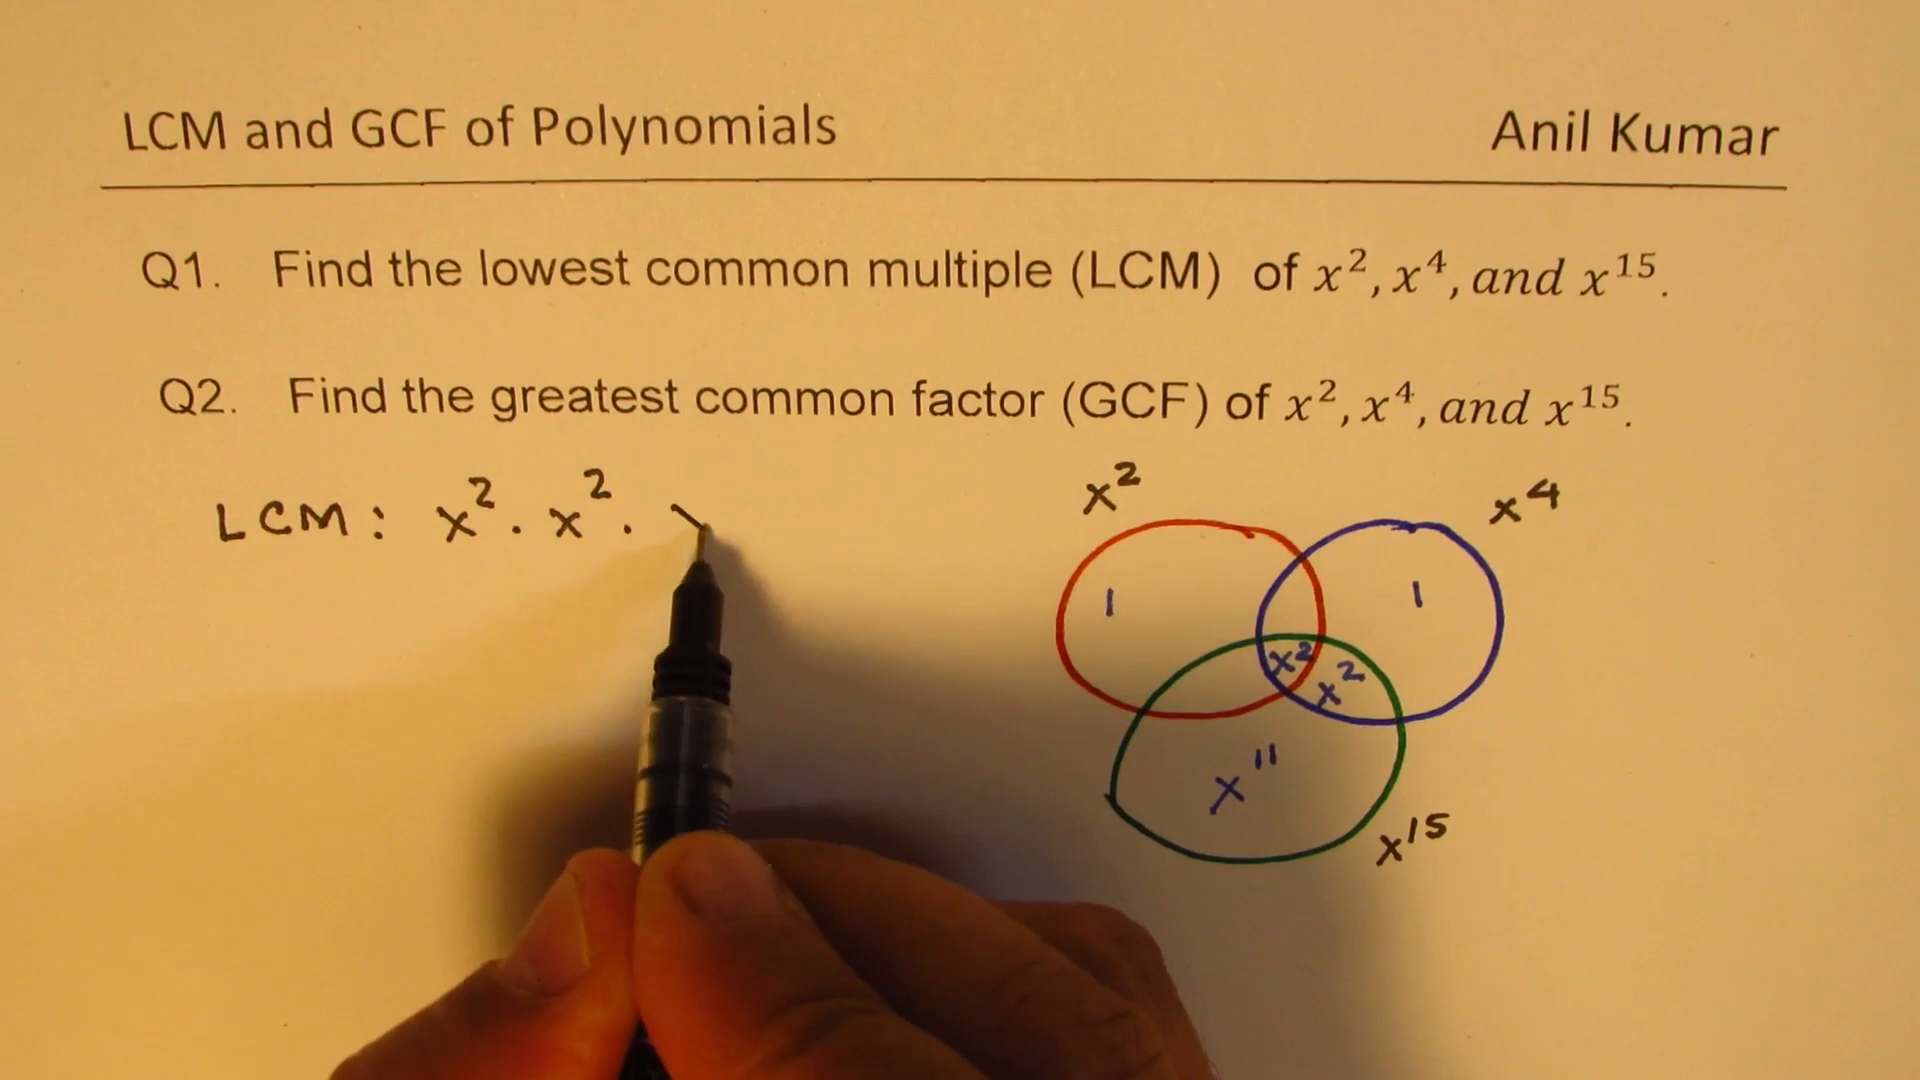 LCM and GCF of Polynomials Anil Kumar
Q1. Find the lowest common multiple (LCM) of x², x⁴, and x¹⁵.
Q2. Find the greatest common factor (GCF) of x², x⁴, and x¹⁵.
LCM : x² . x² .
x²
x⁴
1
1
x²
x²
x¹¹
x¹⁵